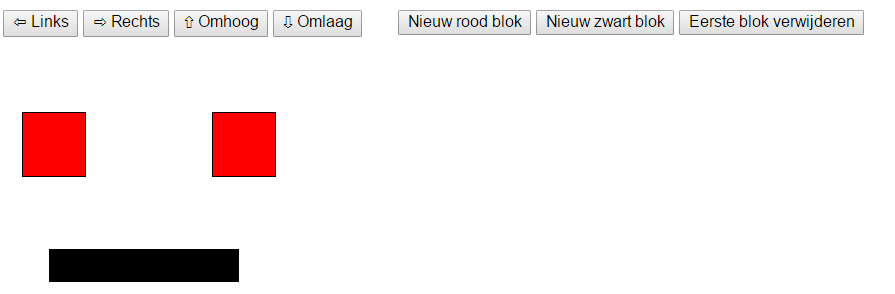 ⇦ Links ⇨ Rechts ⇧ Omhoog ⇩ Omlaag Nieuw rood blok Nieuw zwart blok Eerste blok verwijderen